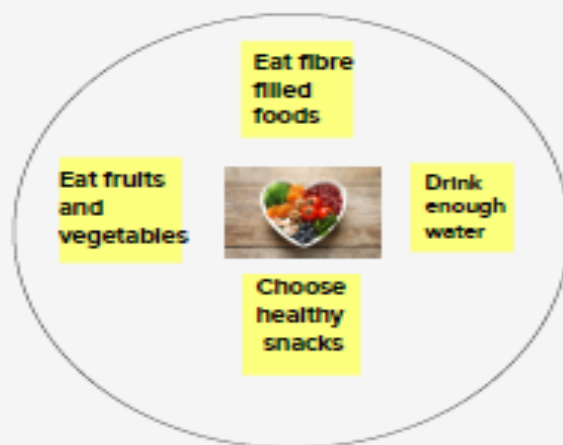 Eat fibre
filled
foods
Eat fruits
and
vegetables
Drink
enough
water
Choose
healthy
snacks